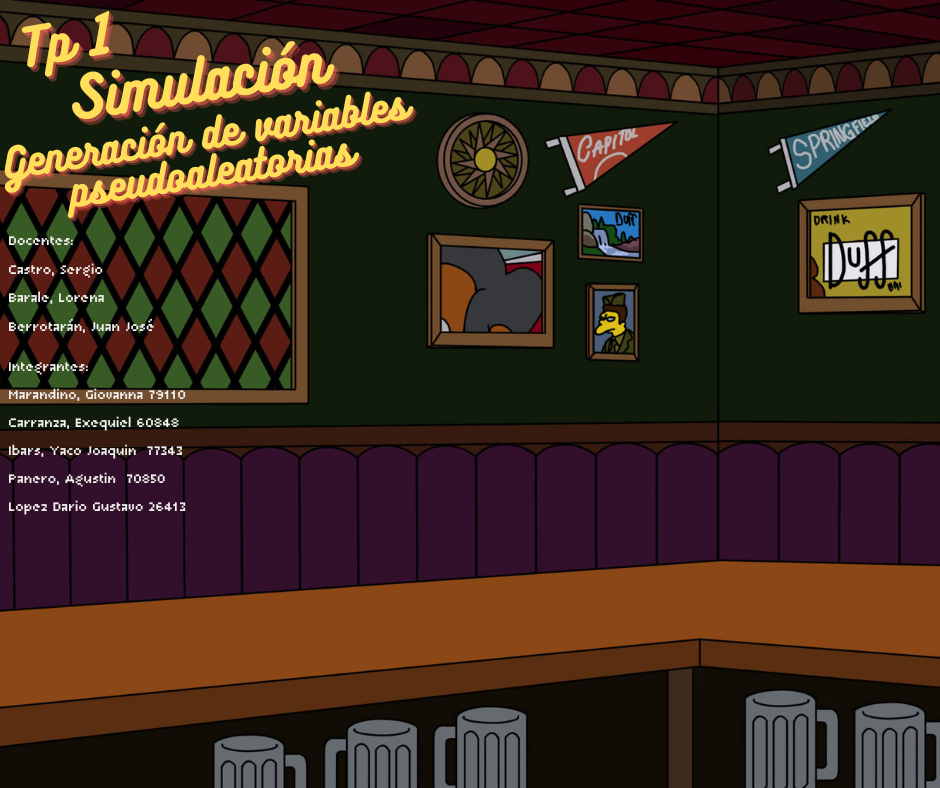 Tp 1
Simulación
Generación de variables
pseudoaleatorias
Docentes:
Castro, Sergio
Barale, Lorena
Berrotarán, Juan José
Integrantes:
Marandino, Giovanna 79110
Carranza, Exequiel 60848
Ibars, Yaco Joaquin 77343
Panero, Agustin 70850
Lopez Dario Gustavo 26413
CAPITOL
SPRINGFIELD
Duff
DRINK
Duff